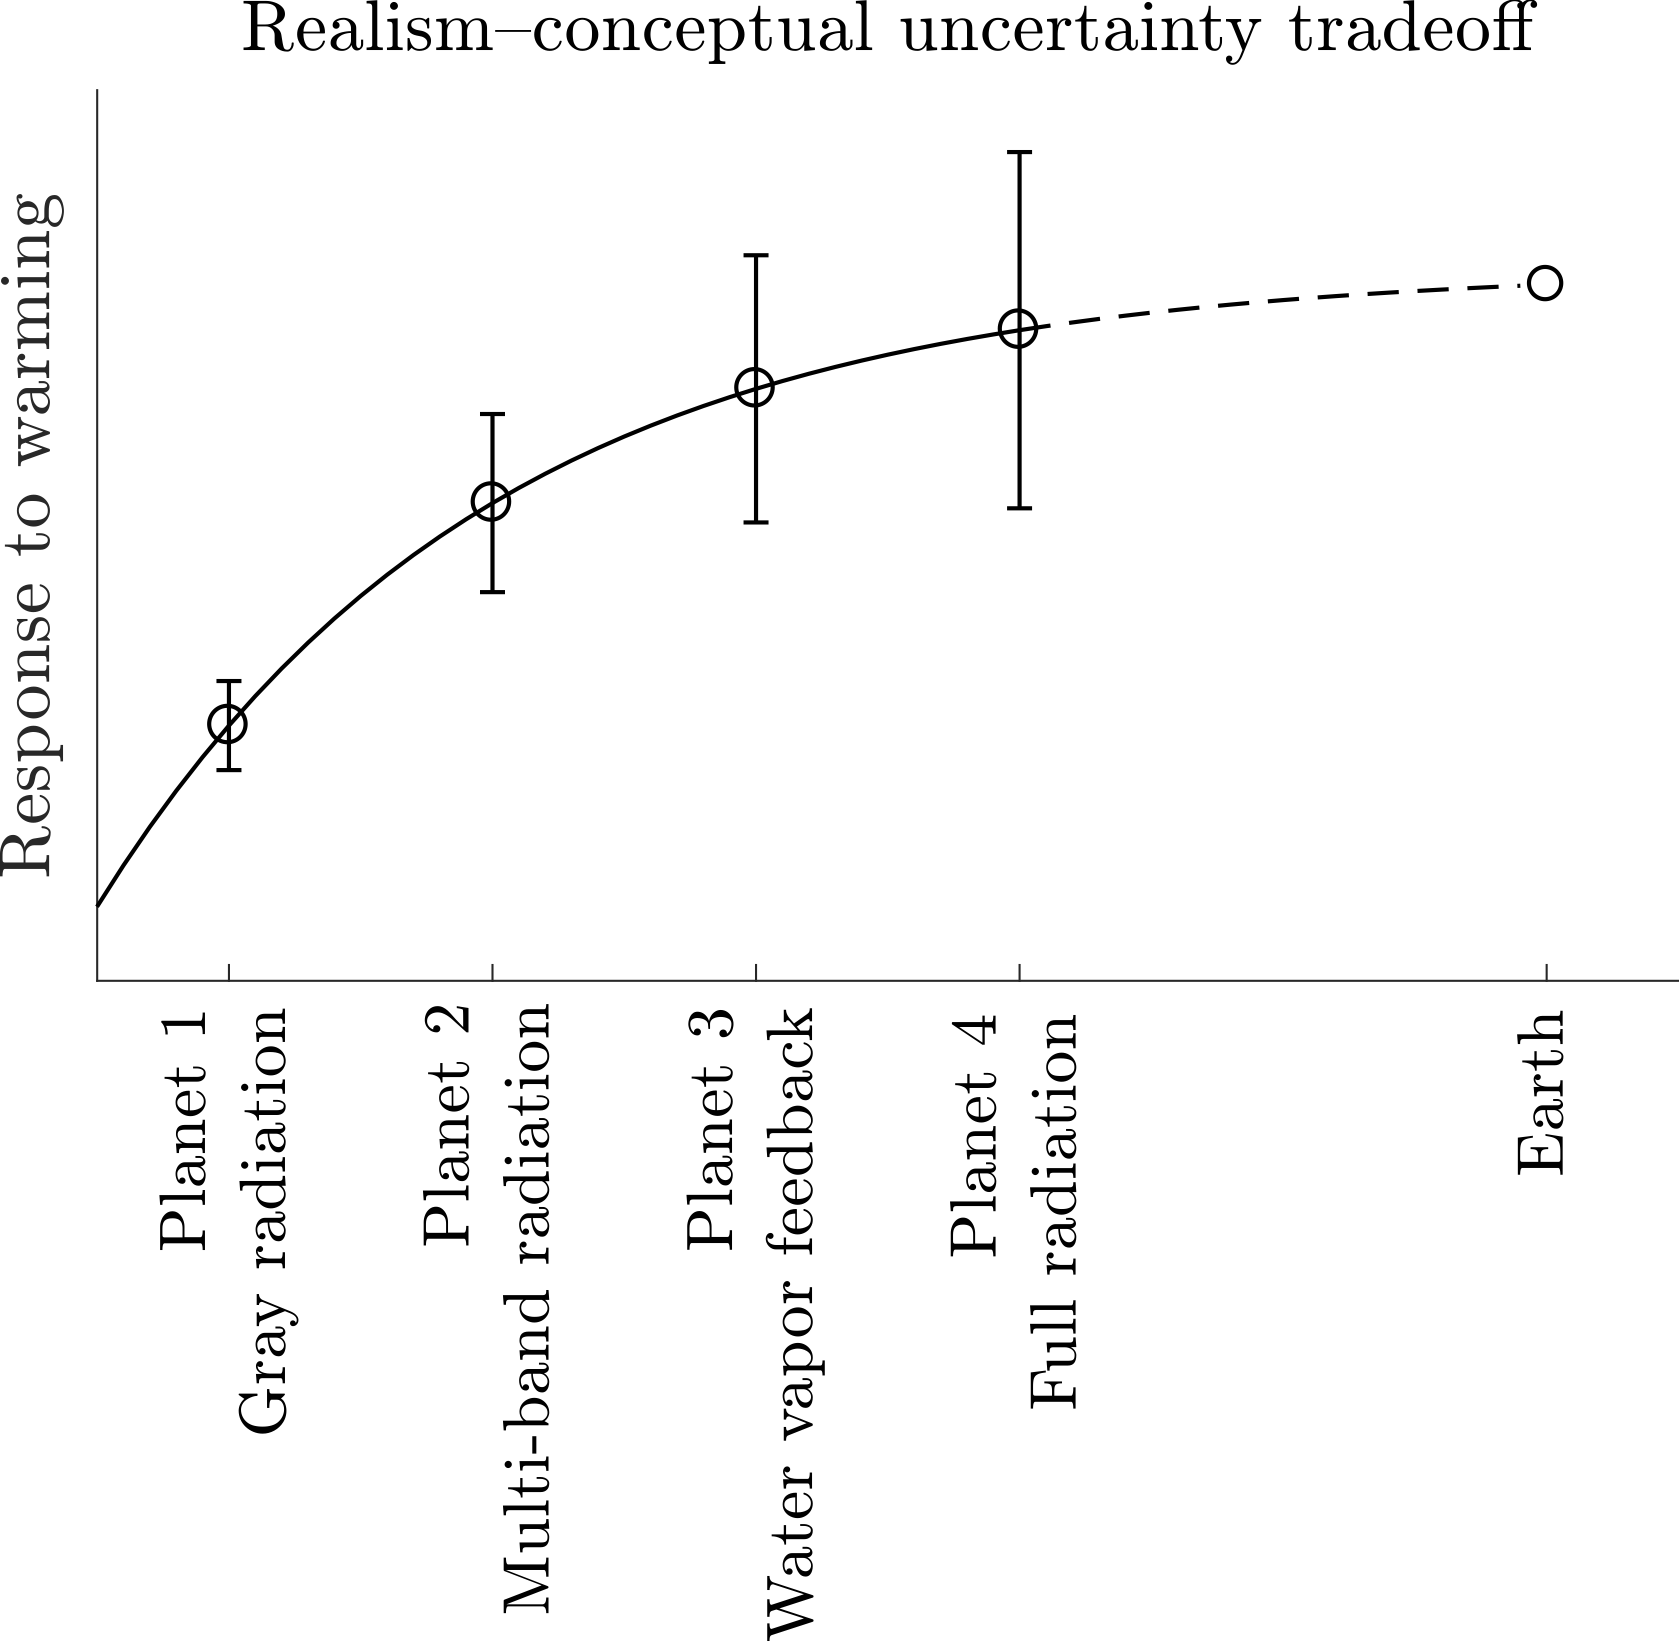 Realism–conceptual uncertainty tradeoff
Response to warming
Planet 1
Gray radiation
Planet 2
Multi-band radiation
Planet 3
Water vapor feedback
Planet 4
Full radiation
Earth